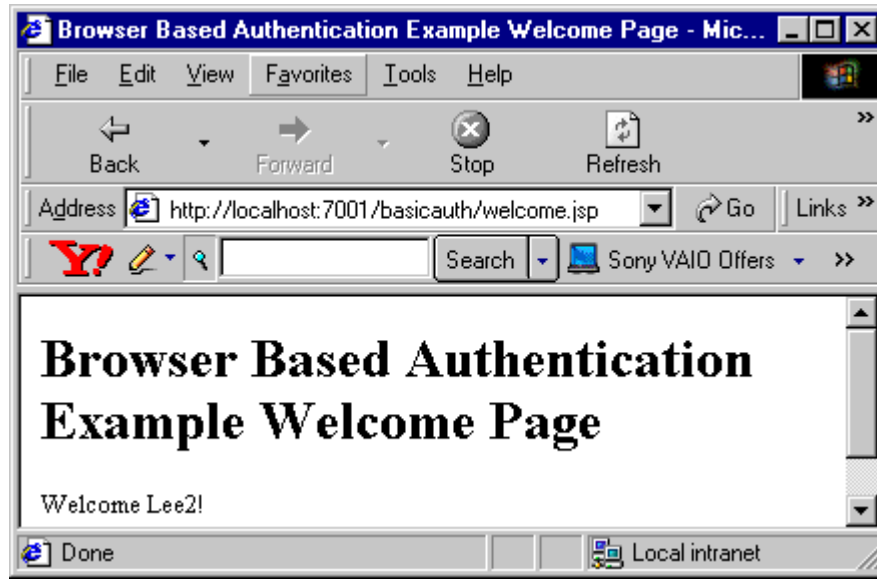 Browser Based Authentication Example Welcome Page - Mic...
File Edit View Favorites Tools Help
Back Forward Stop Refresh »
Address http://localhost:7001/basicauth/welcome.jsp Go Links »
Y! Search Sony VAIO Offers »
Browser Based Authentication
Example Welcome Page
Welcome Lee2!
Done Local intranet